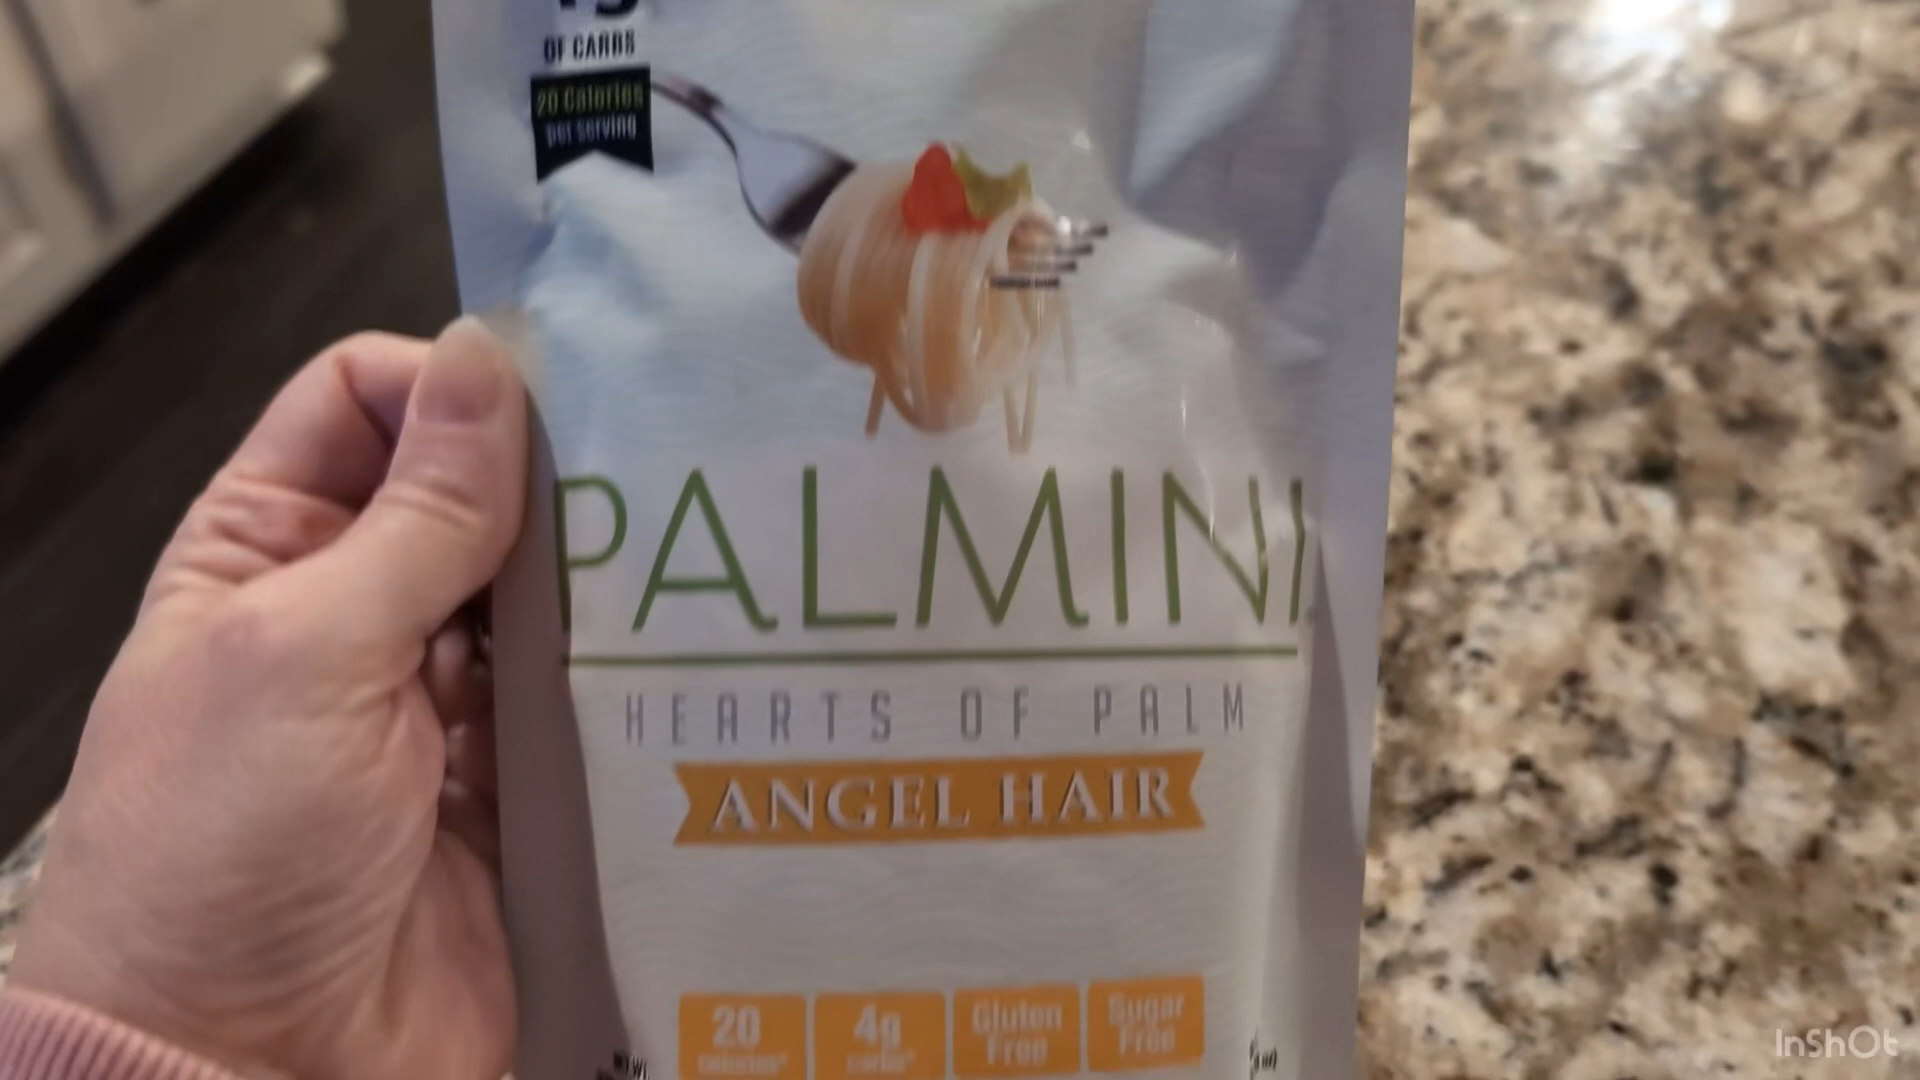 OF CARBS
20 Calories
per serving
PALMINI
HEARTS OF PALM
ANGEL HAIR
20
calories*
4g
carbs*
Gluten
Free
Sugar
Free
InShOt